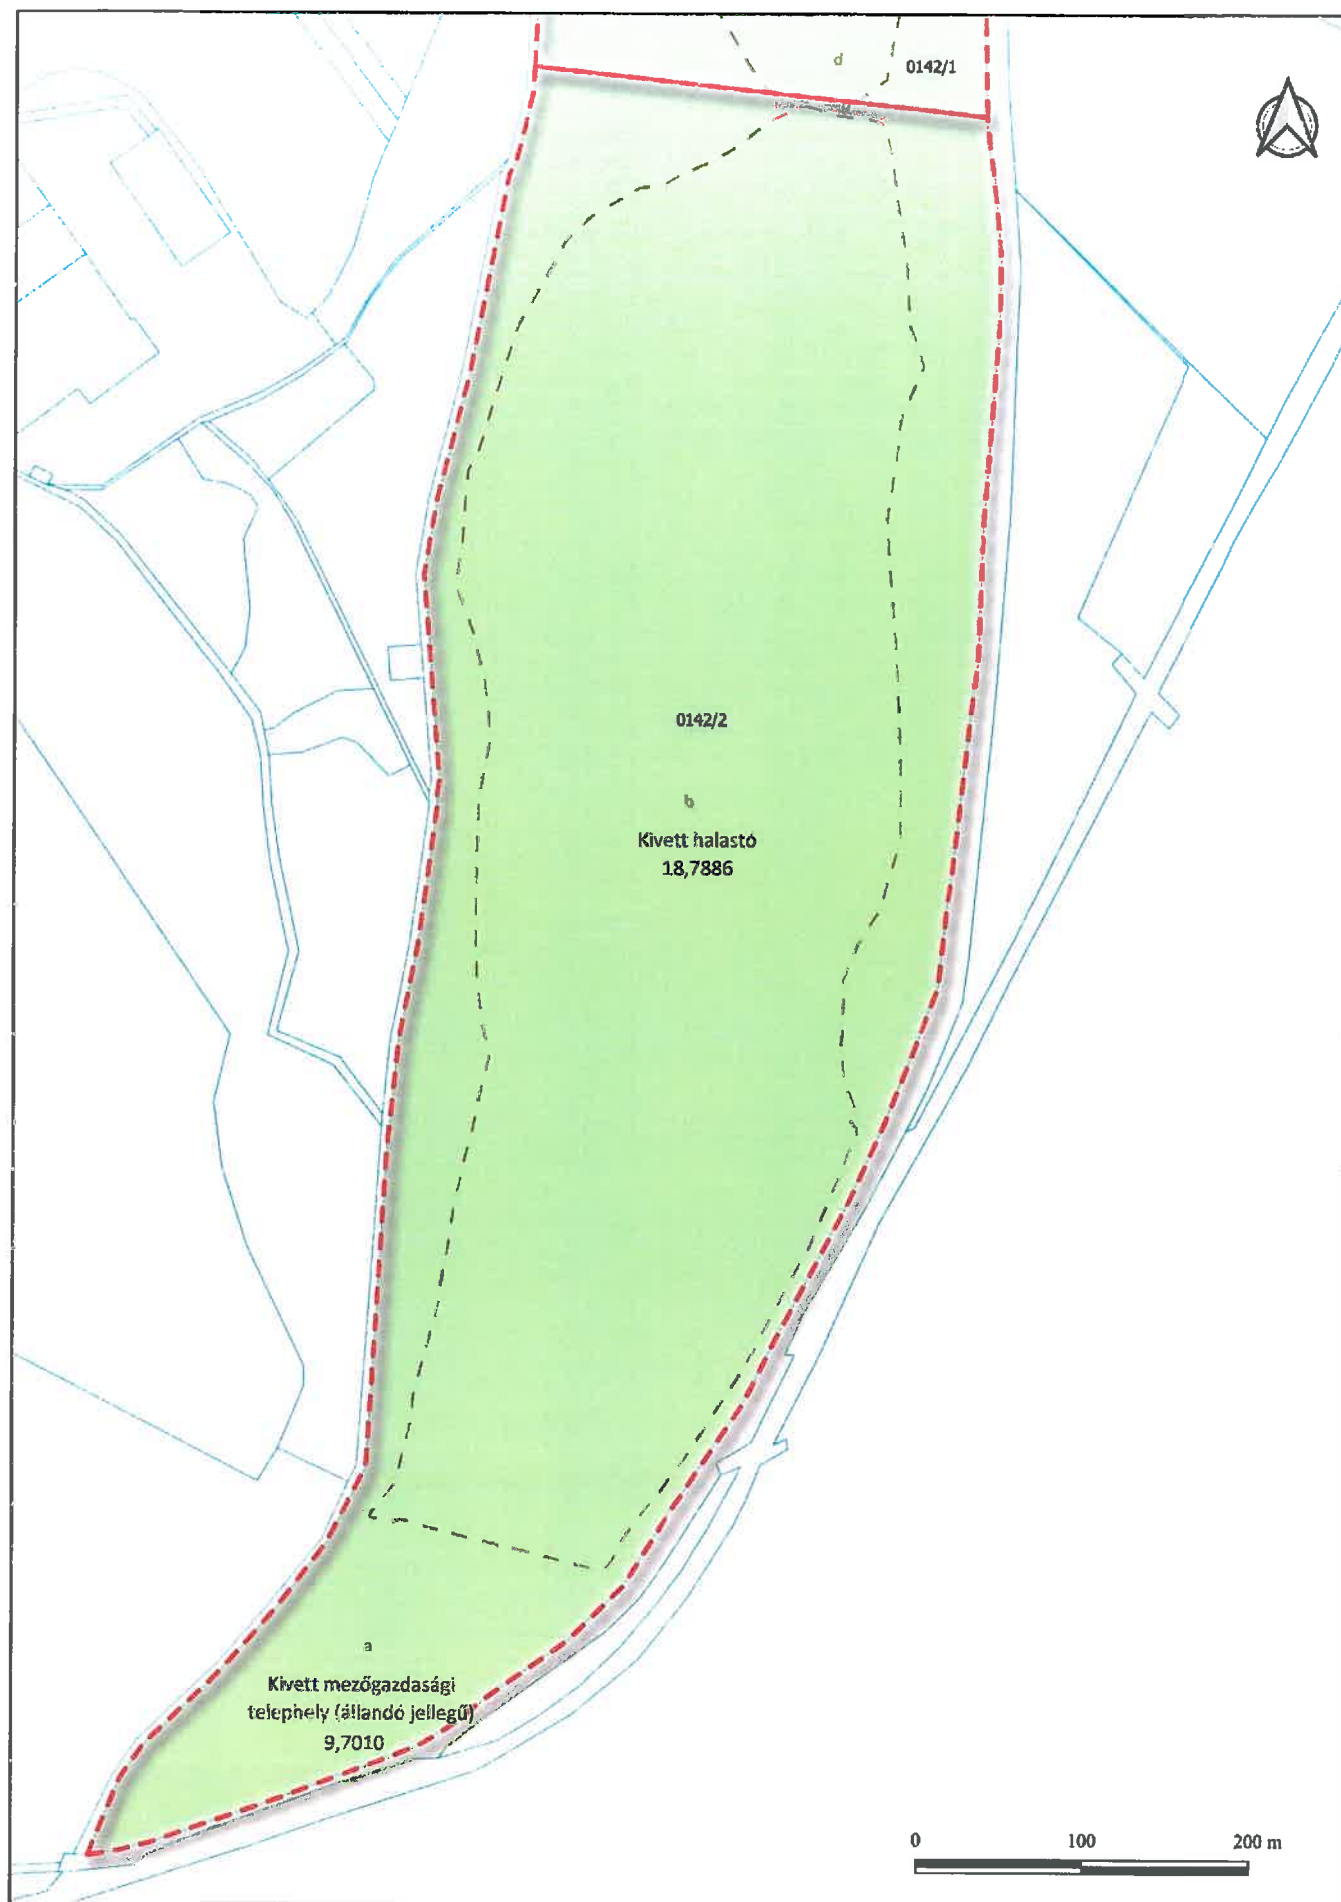 d
0142/1
0142/2
b
Kivett halastó
18,7886
a
Kivett mezőgazdasági
telephely (állandó jellegű)
9,7010
0 100 200 m